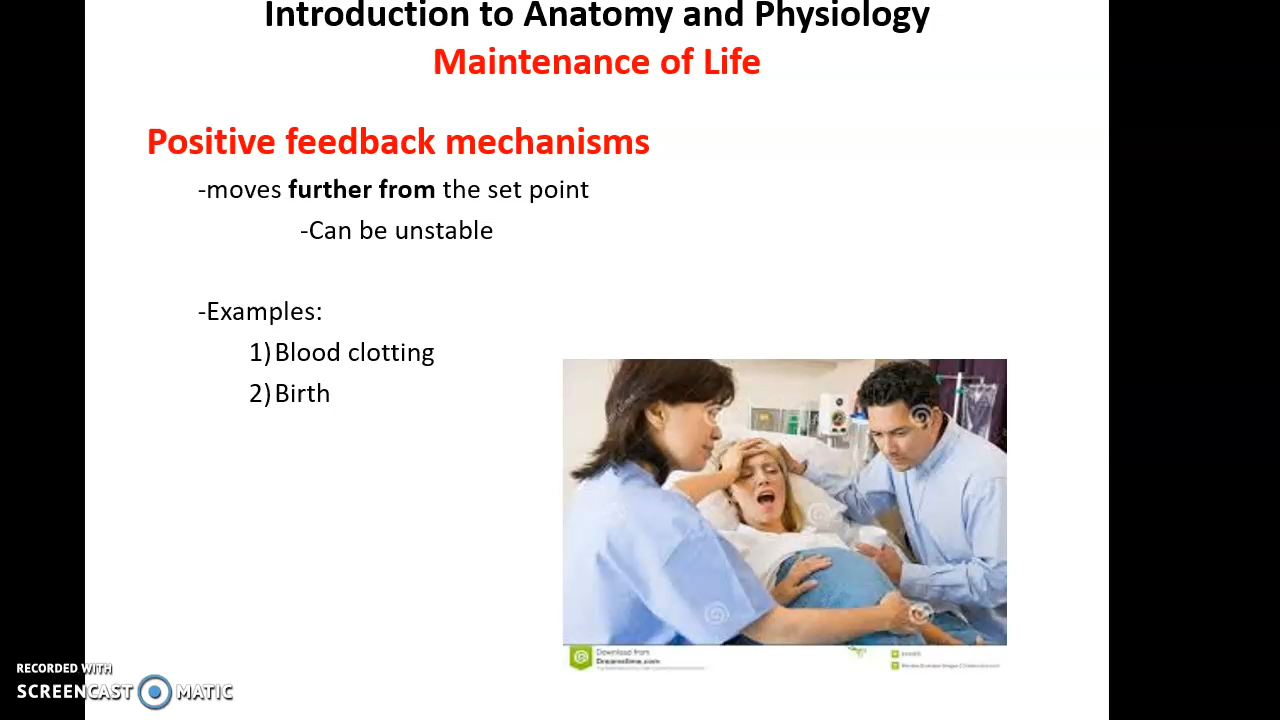 Introduction to Anatomy and Physiology
Maintenance of Life
Positive feedback mechanisms
-moves further from the set point
-Can be unstable
-Examples:
1) Blood clotting
2) Birth
Download from
Dreamstime.com
RECORDED WITH
SCREENCAST MATIC